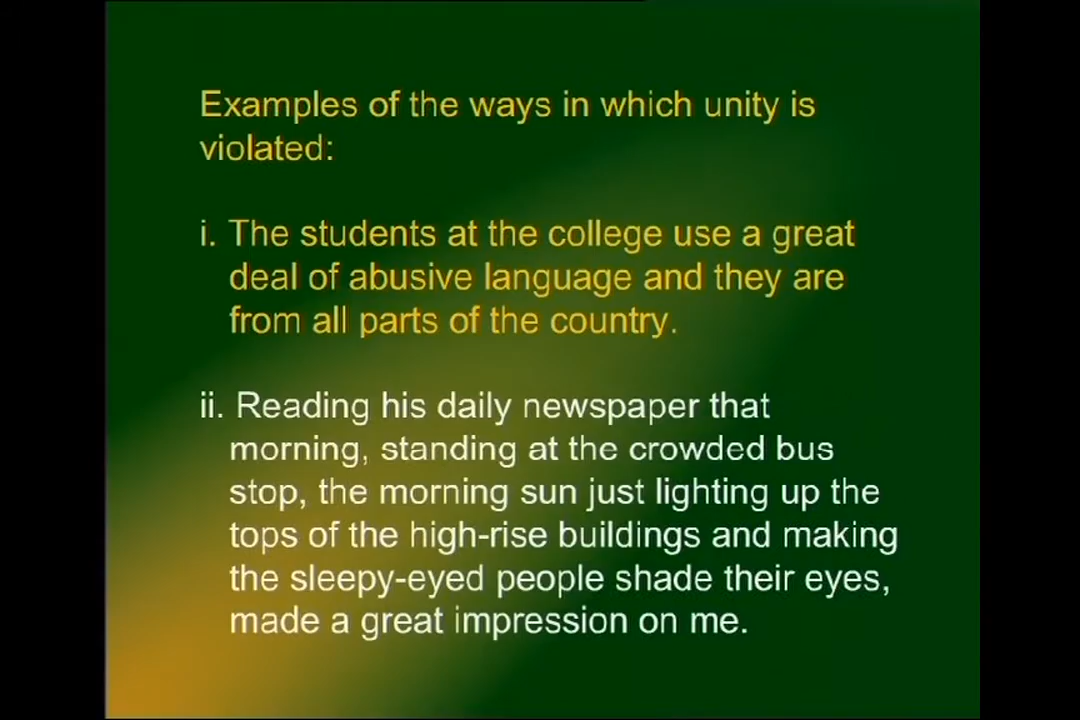 Examples of the ways in which unity is
violated:
i. The students at the college use a great
deal of abusive language and they are
from all parts of the country.
ii. Reading his daily newspaper that
morning, standing at the crowded bus
stop, the morning sun just lighting up the
tops of the high-rise buildings and making
the sleepy-eyed people shade their eyes,
made a great impression on me.